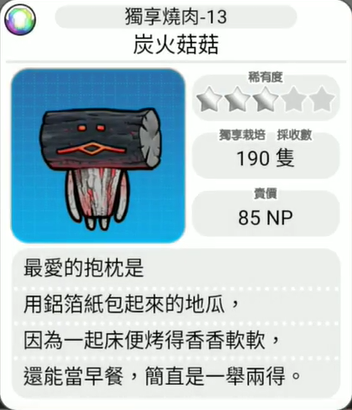 獨享燒肉-13
炭火菇菇
稀有度
獨享栽培 採收數
190 隻
賣價
85 NP
最愛的抱枕是
用鋁箔紙包起來的地瓜，
因為一起床便烤得香香軟軟，
還能當早餐，簡直是一舉兩得。